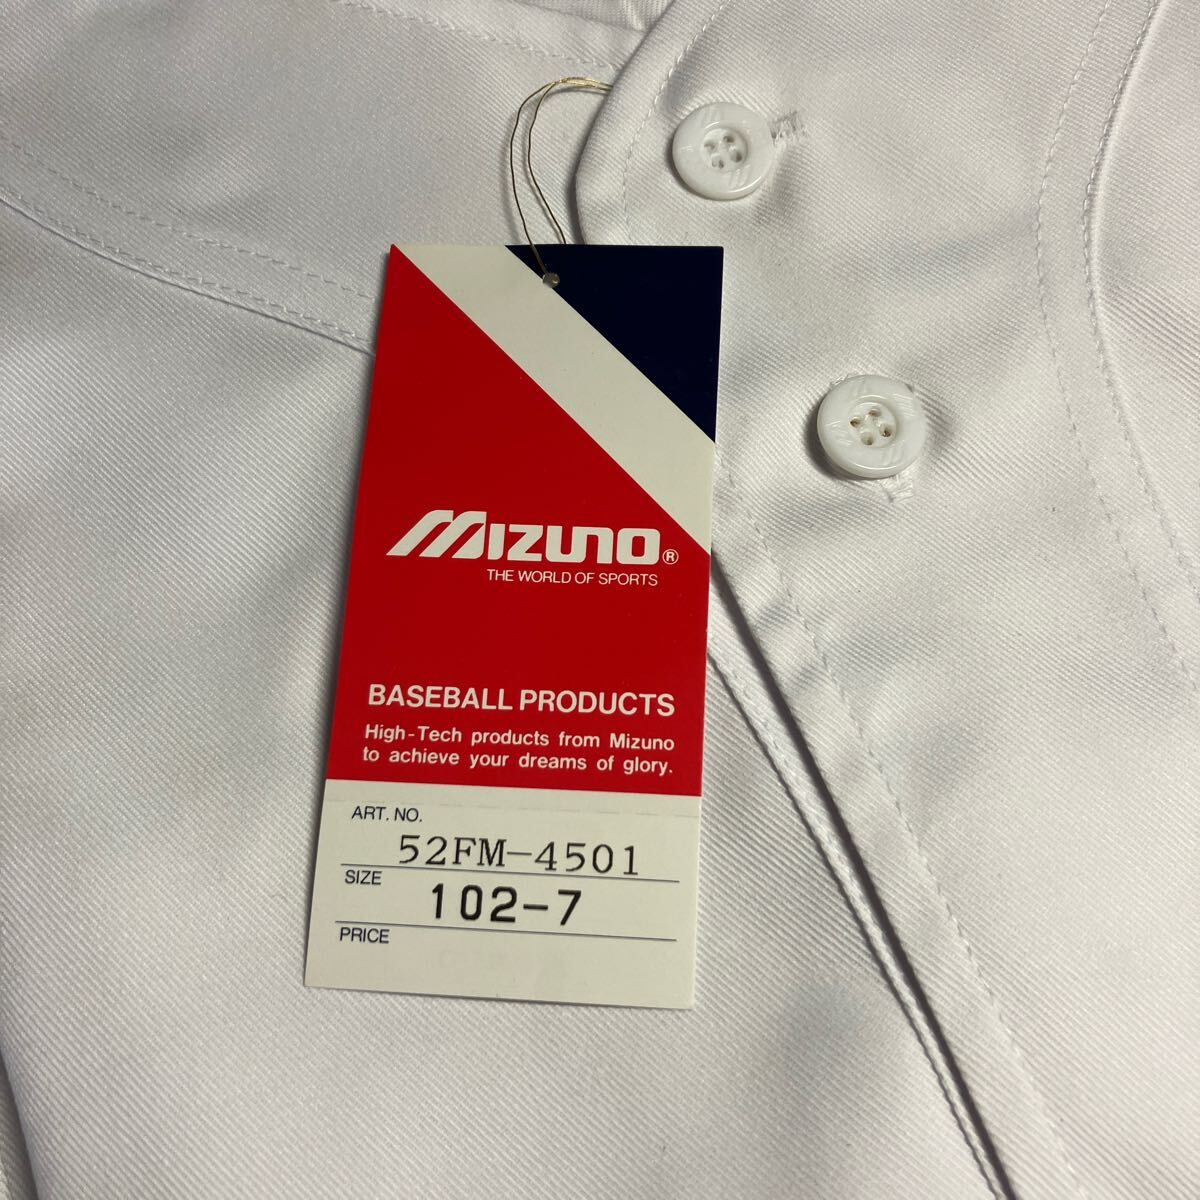 MIZUNO®
THE WORLD OF SPORTS
BASEBALL PRODUCTS
High-Tech products from Mizuno
to achieve your dreams of glory.
ART. NO.
52FM-4501
SIZE
102-7
PRICE